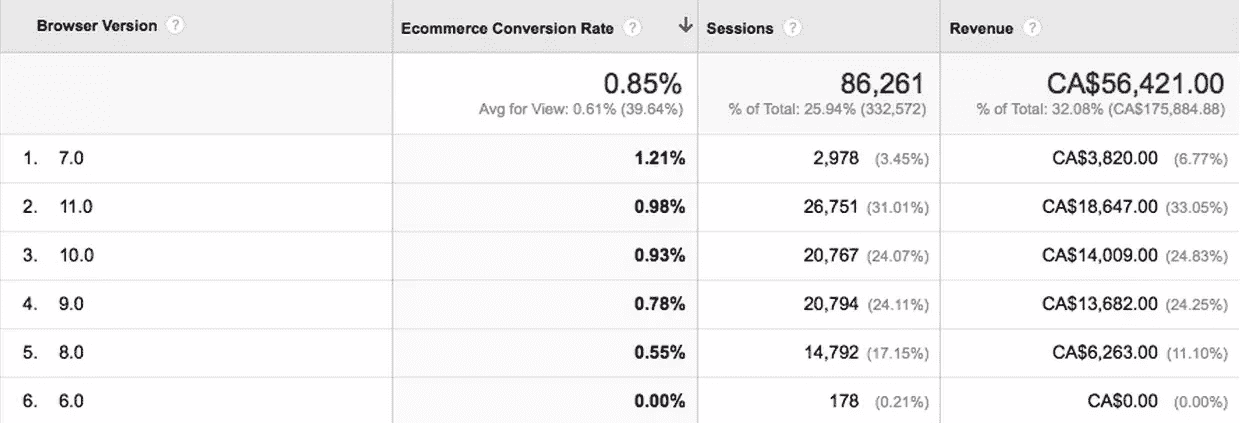 Browser Version ? Ecommerce Conversion Rate ? ↓ Sessions ? Revenue ?
0.85% 86,261 CA$56,421.00
Avg for View: 0.61% (39.64%) % of Total: 25.94% (332,572) % of Total: 32.08% (CA$175,884.88)
1. 7.0 1.21% 2,978 (3.45%) CA$3,820.00 (6.77%)
2. 11.0 0.98% 26,751 (31.01%) CA$18,647.00 (33.05%)
3. 10.0 0.93% 20,767 (24.07%) CA$14,009.00 (24.83%)
4. 9.0 0.78% 20,794 (24.11%) CA$13,682.00 (24.25%)
5. 8.0 0.55% 14,792 (17.15%) CA$6,263.00 (11.10%)
6. 6.0 0.00% 178 (0.21%) CA$0.00 (0.00%)